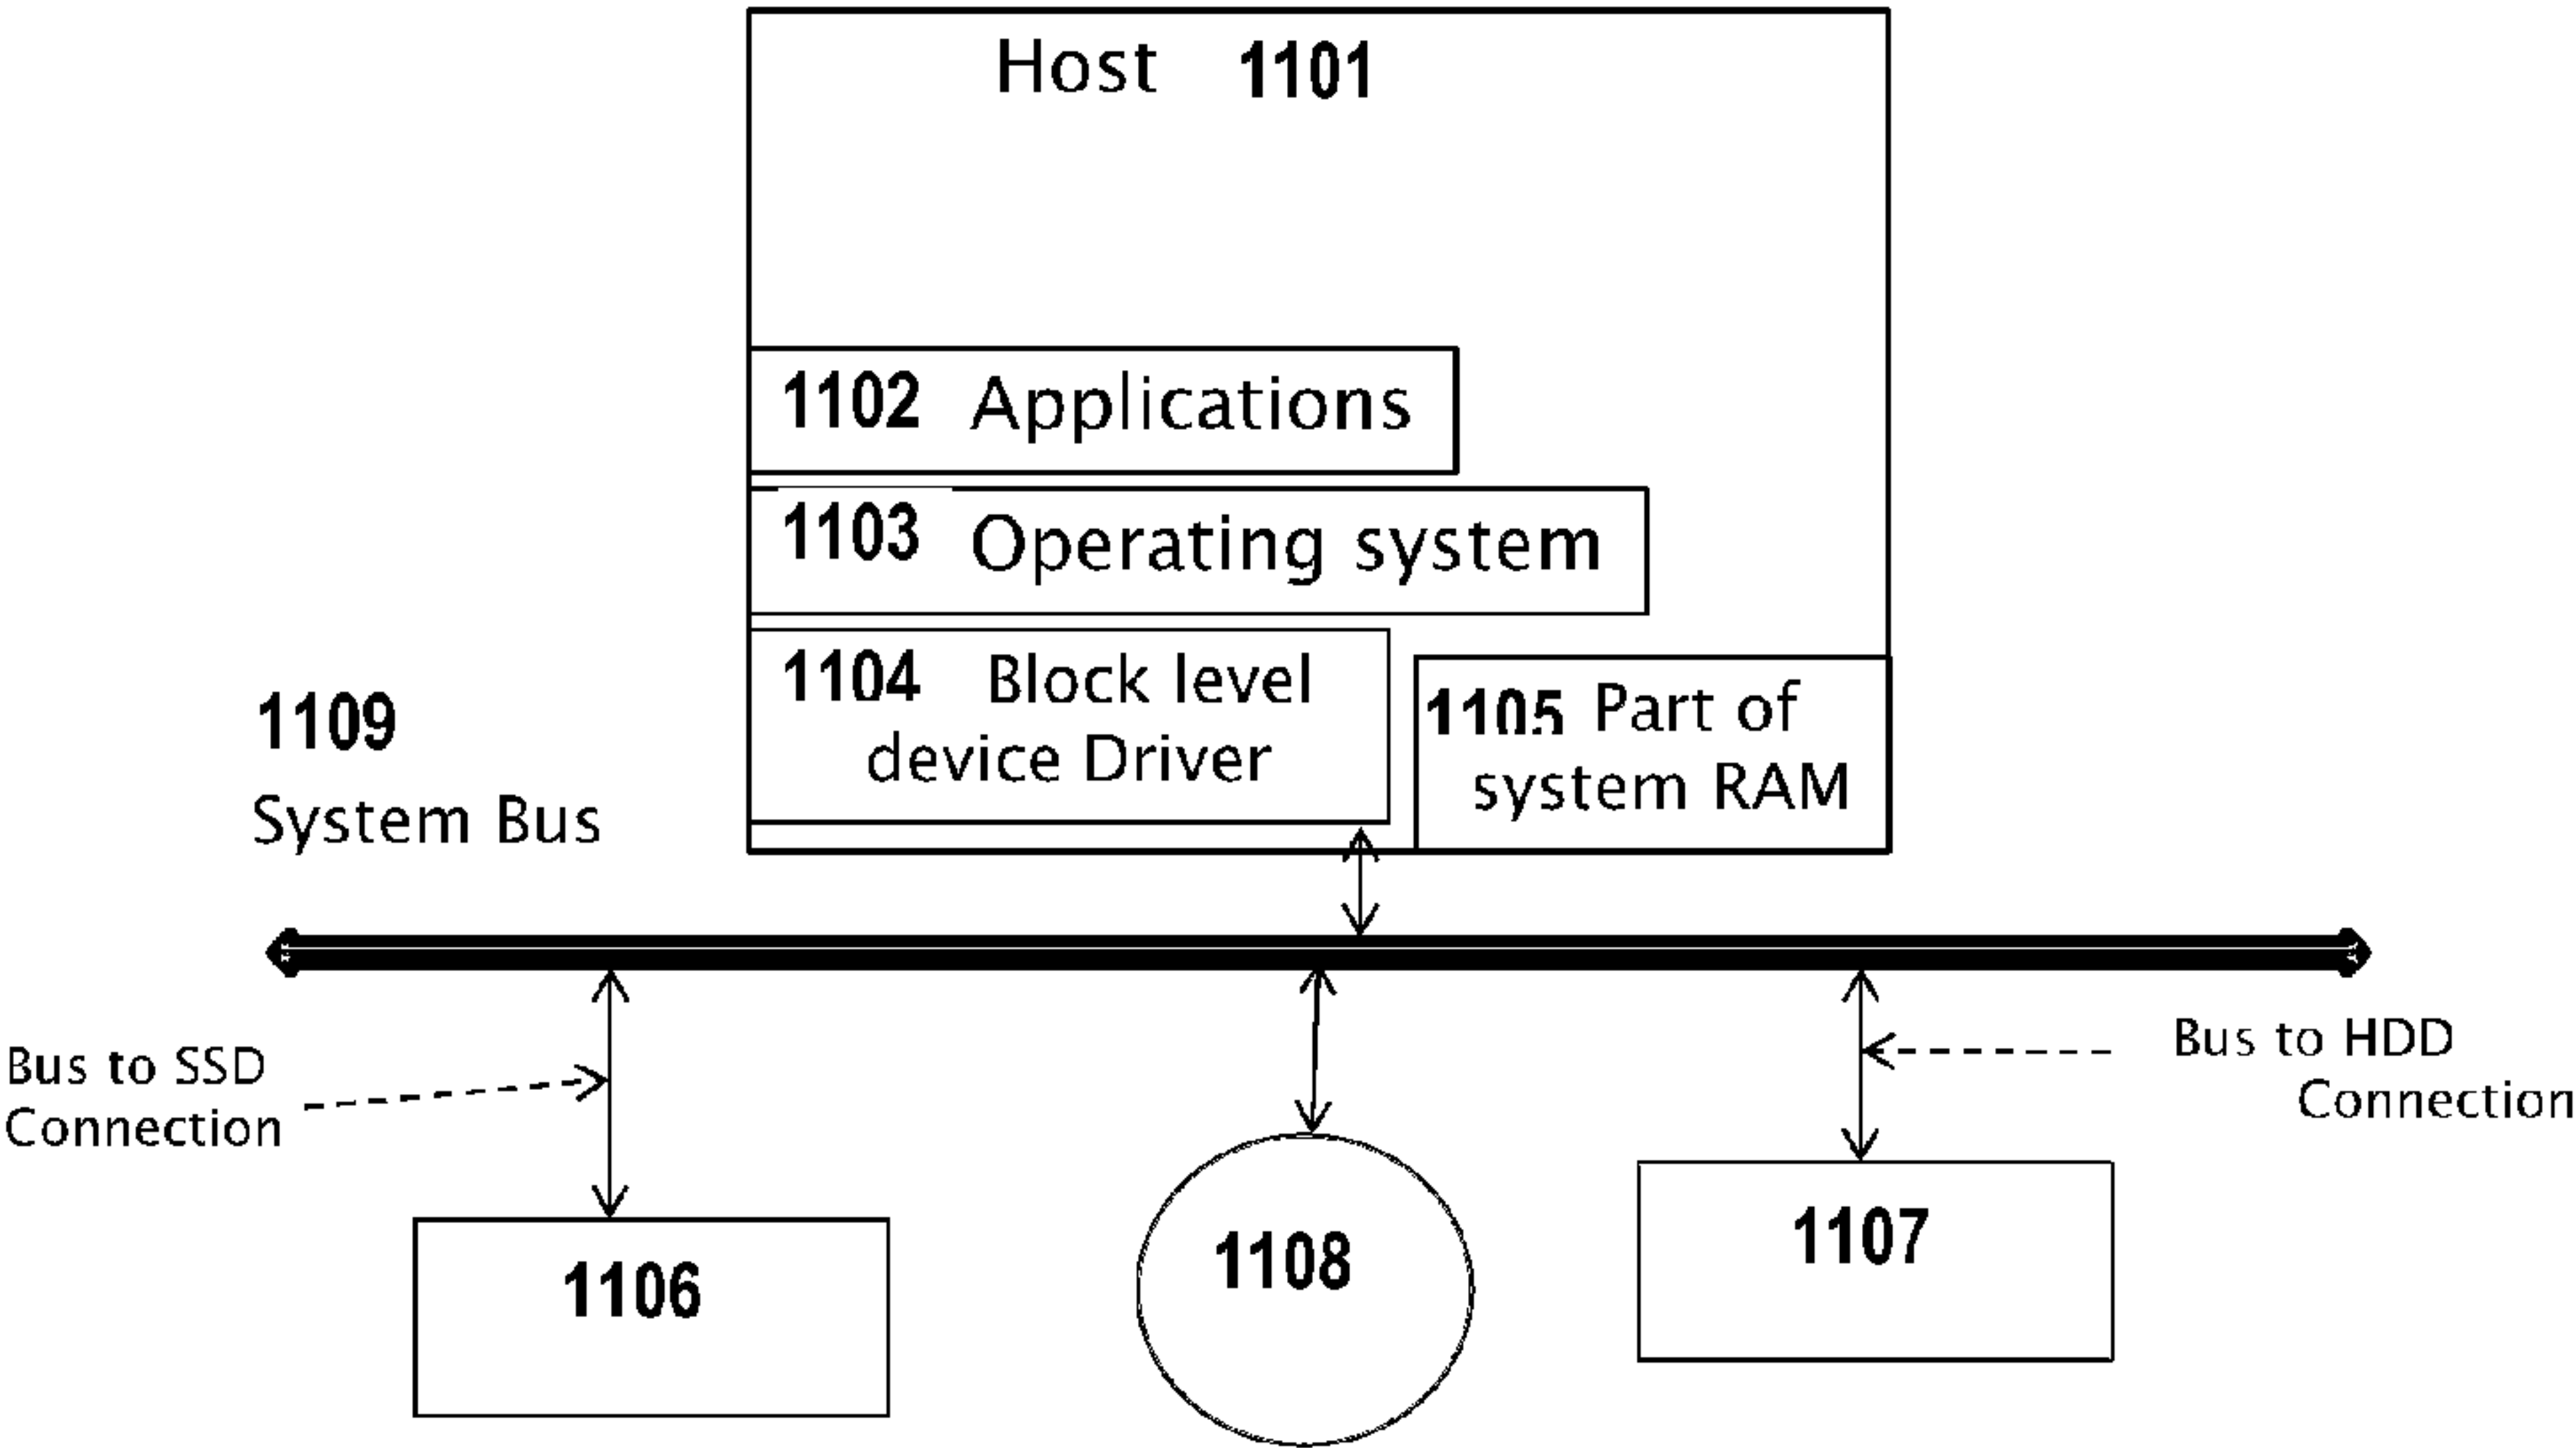 Host 1101
1102 Applications
1103 Operating system
1104 Block level
device Driver
1105 Part of
system RAM
1109
System Bus
Bus to SSD
Connection
Bus to HDD
Connection
1106
1108
1107